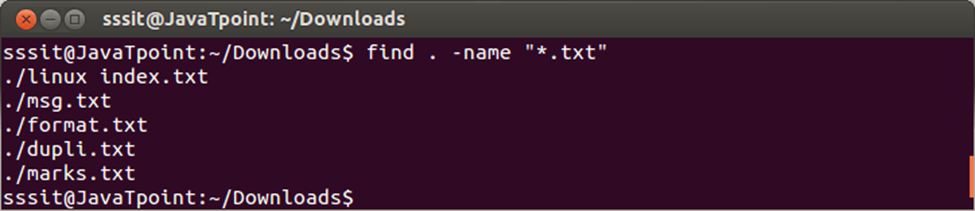 sssit@JavaTpoint: ~/Downloads
sssit@JavaTpoint:~/Downloads$ find . -name "*.txt"
./linux index.txt
./msg.txt
./format.txt
./dupli.txt
./marks.txt
sssit@JavaTpoint:~/Downloads$